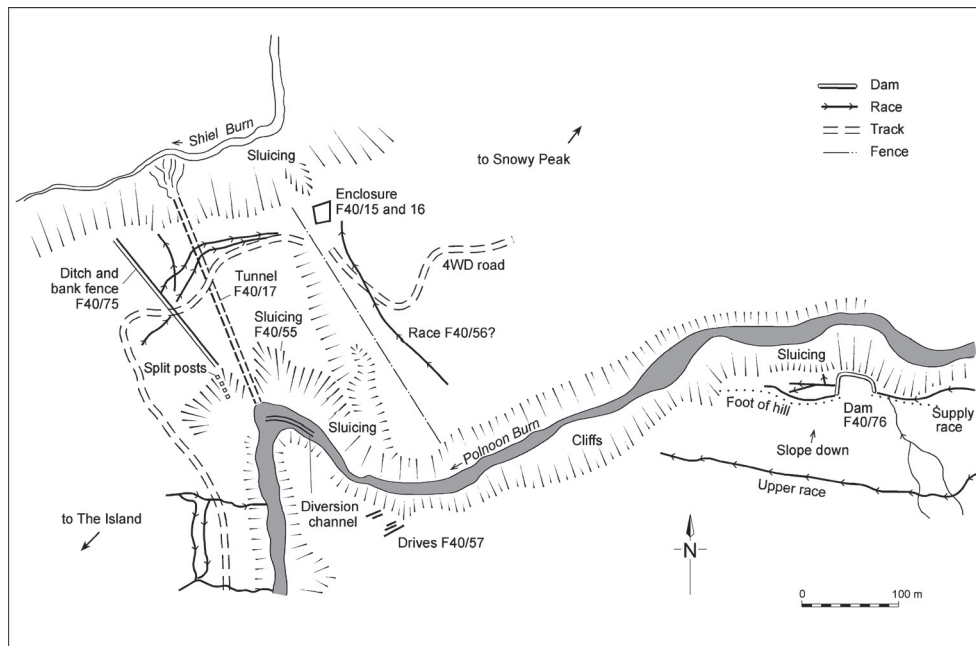 Dam
Race
Track
Fence
← Shiel Burn
Sluicing
to Snowy Peak
Enclosure
F40/15 and 16
4WD road
Ditch and
bank fence
F40/75
Tunnel
F40/17
Sluicing
F40/55
Race F40/56?
Split posts
Sluicing
Polnoon Burn
Cliffs
Sluicing
Foot of hill
Dam
F40/76
Supply
race
Slope down
Upper race
Diversion
channel
Drives F40/57
to The Island
N
0 100 m